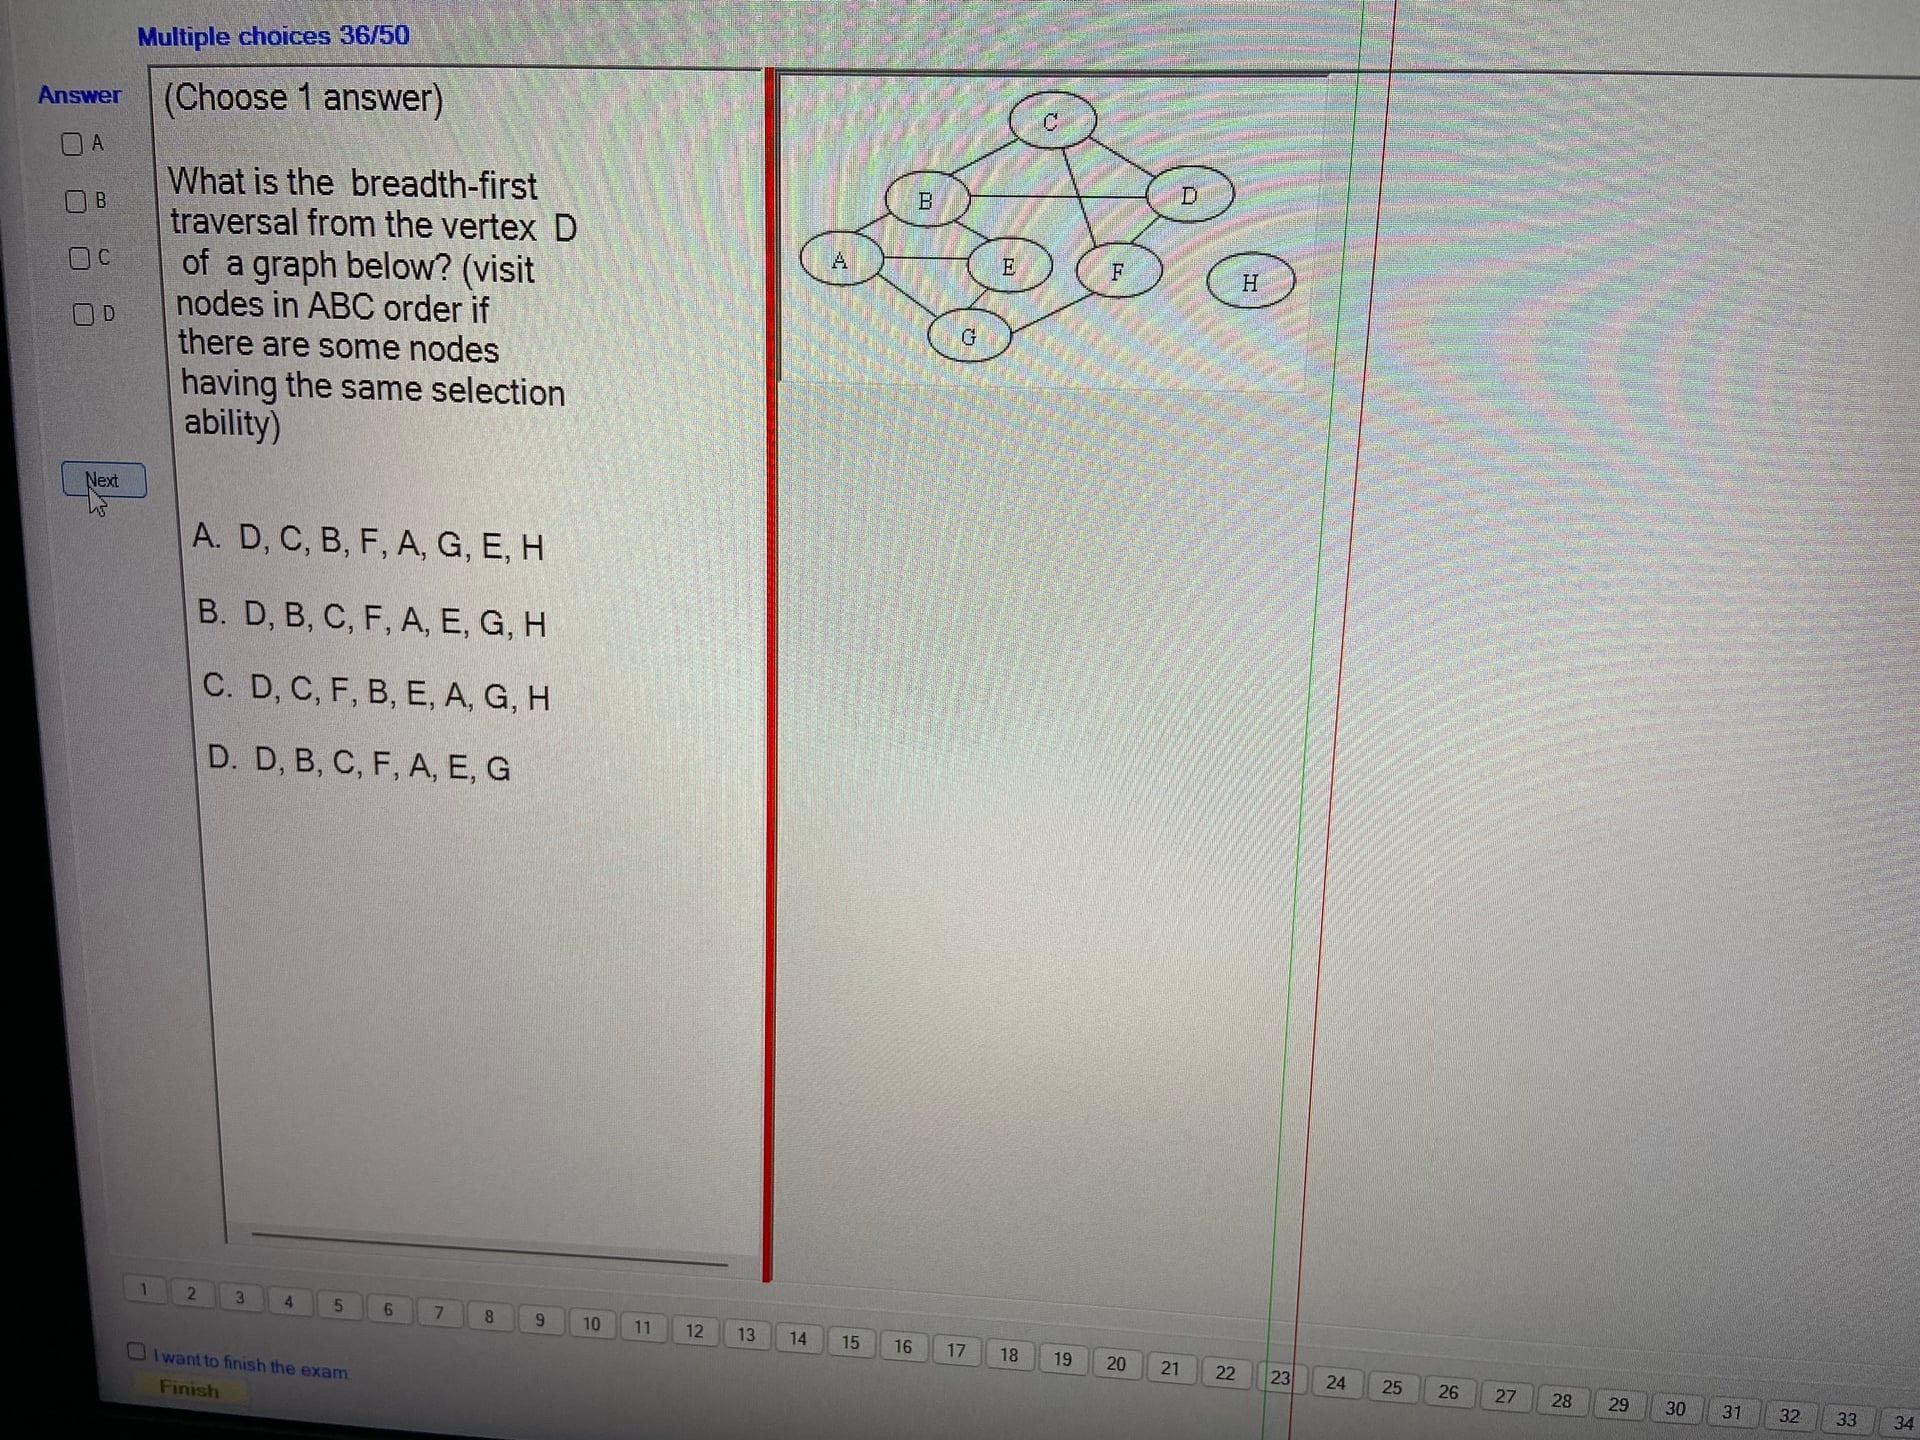 Multiple choices 36/50
Answer
A
B
C
D
Next
(Choose 1 answer)
What is the breadth-first
traversal from the vertex D
of a graph below? (visit
nodes in ABC order if
there are some nodes
having the same selection
ability)
A. D, C, B, F, A, G, E, H
B. D, B, C, F, A, E, G, H
C. D, C, F, B, E, A, G, H
D. D, B, C, F, A, E, G
C
B
D
A
E
F
H
G
1 2 3 4 5 6 7 8 9 10 11 12 13 14 15 16 17 18 19 20 21 22 23 24 25 26 27 28 29 30 31 32 33 34
I want to finish the exam.
Finish